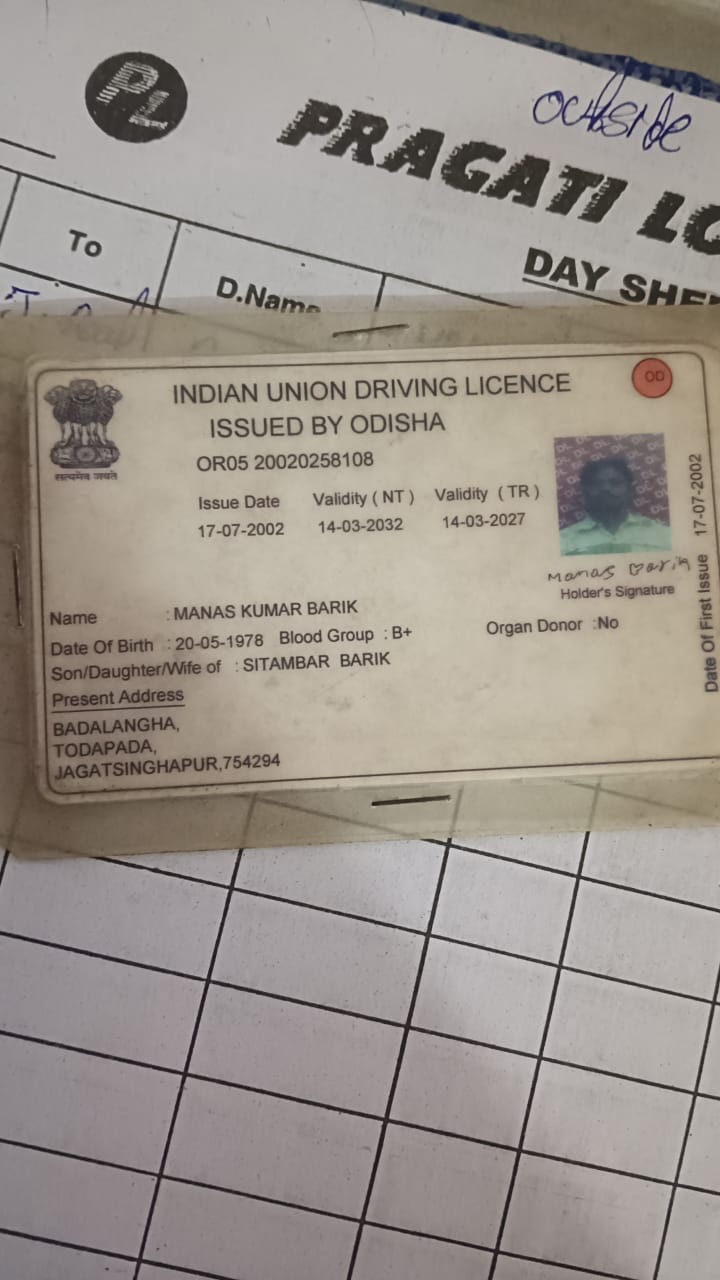 PL
outside
PRAGATI
DAY
To
D.Name
INDIAN UNION DRIVING LICENCE
OD
ISSUED BY ODISHA
OR05 20020258108
Issue Date Validity ( NT ) Validity ( TR )
17-07-2002 14-03-2032 14-03-2027
सत्यमेव जयते
Manas Barik
Holder's Signature
Date Of First Issue 17-07-2002
Name : MANAS KUMAR BARIK
Date Of Birth : 20-05-1978 Blood Group : B+ Organ Donor :No
Son/Daughter/Wife of : SITAMBAR BARIK
Present Address
BADALANGHA,
TODAPADA,
JAGATSINGHAPUR,754294